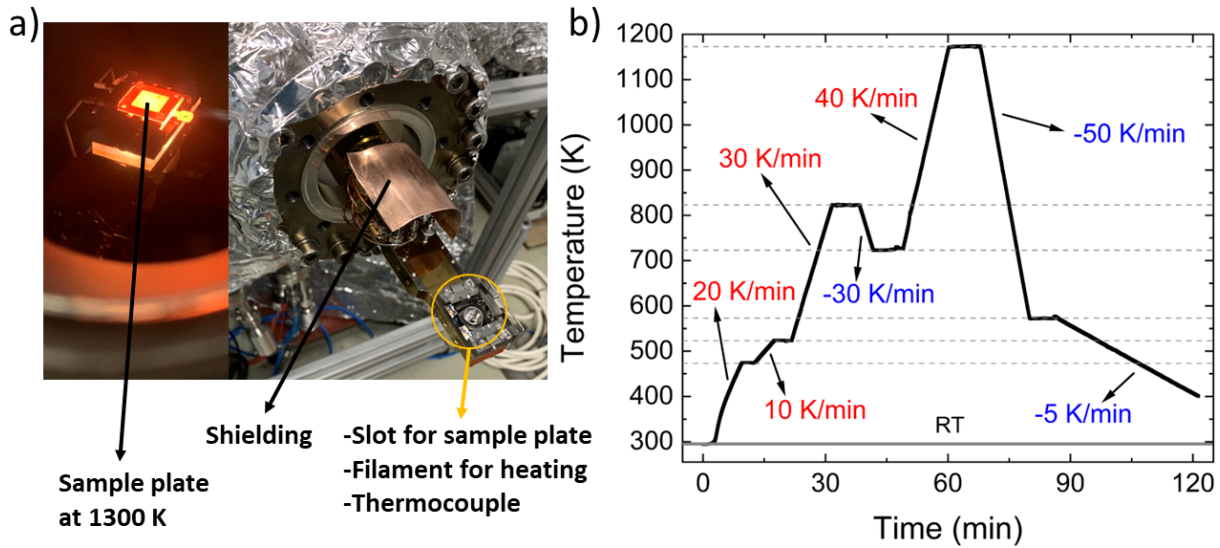 a)
Sample plate
at 1300 K
Shielding
-Slot for sample plate
-Filament for heating
-Thermocouple
b)
Temperature (K)
1200
1100
1000
900
800
700
600
500
400
300
40 K/min
-50 K/min
30 K/min
20 K/min
-30 K/min
10 K/min
-5 K/min
RT
0
30
60
90
120
Time (min)